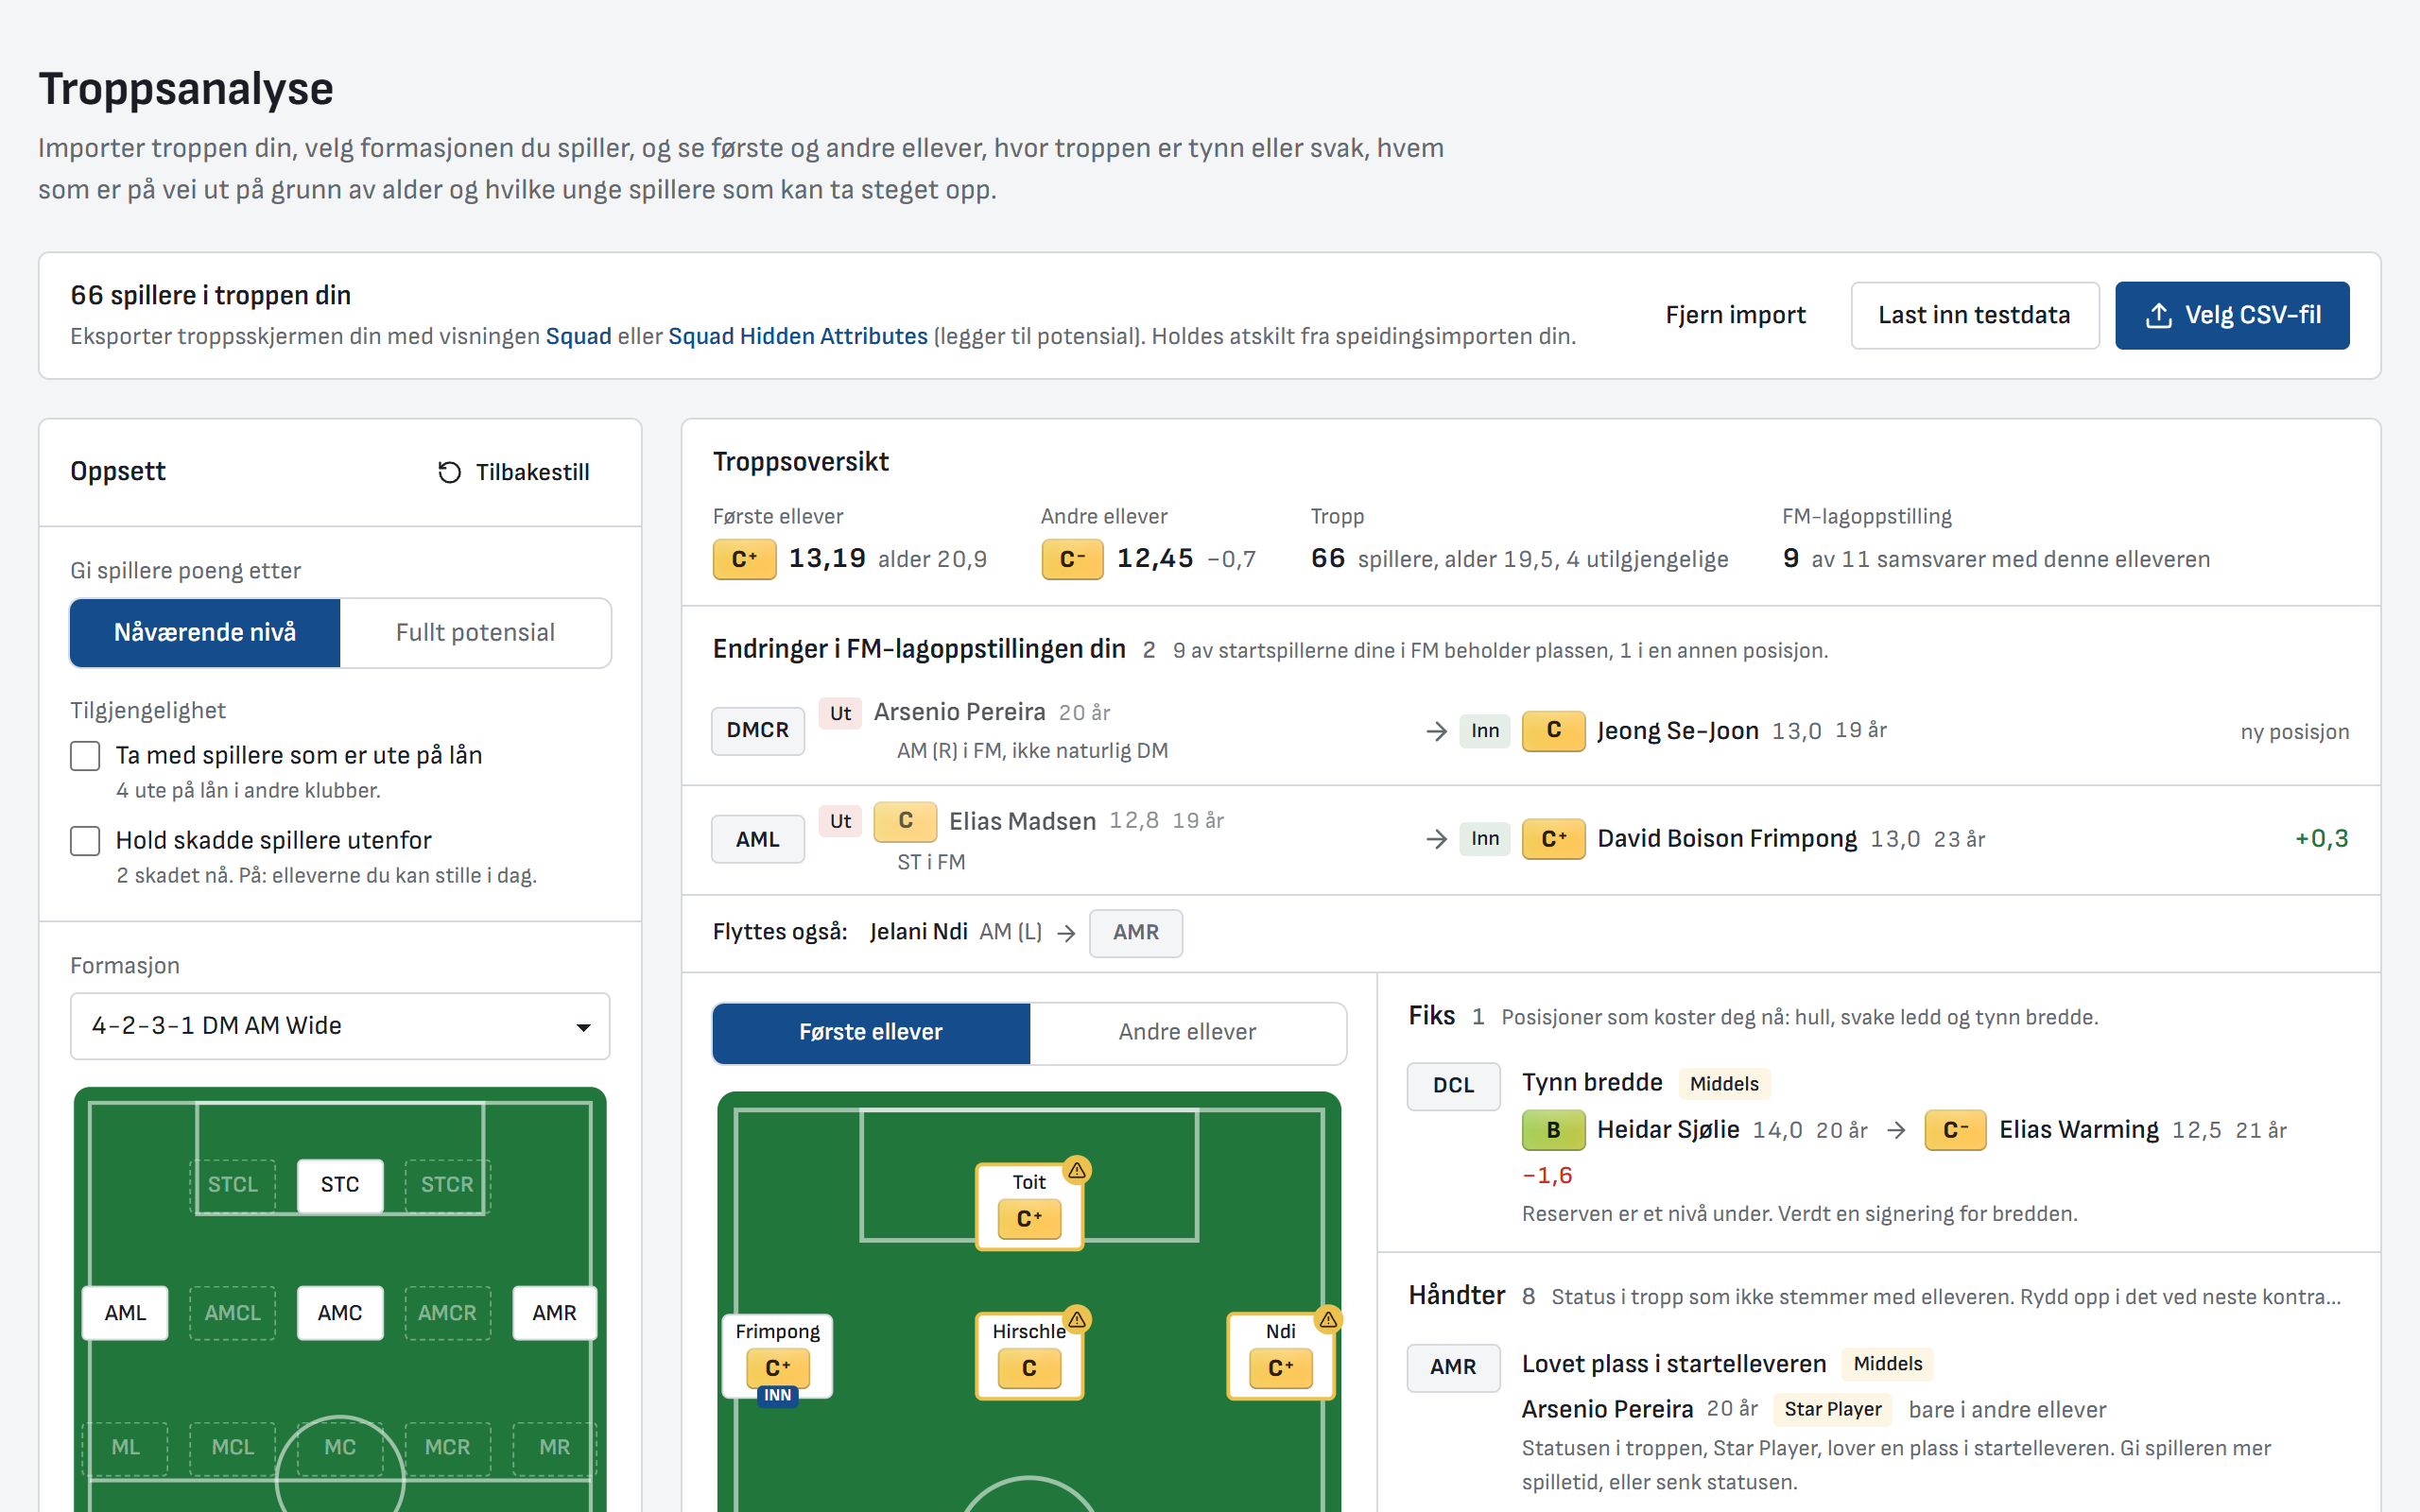 Troppsanalyse
Importer troppen din, velg formasjonen du spiller, og se første og andre ellever, hvor troppen er tynn eller svak, hvem
som er på vei ut på grunn av alder og hvilke unge spillere som kan ta steget opp.
66 spillere i troppen din
Eksporter troppsskjermen din med visningen Squad eller Squad Hidden Attributes (legger til potensial). Holdes atskilt fra speidingsimporten din.
Fjern import
Last inn testdata
Velg CSV-fil
Oppsett
Tilbakestill
Gi spillere poeng etter
Nåværende nivå
Fullt potensial
Tilgjengelighet
Ta med spillere som er ute på lån
4 ute på lån i andre klubber.
Hold skadde spillere utenfor
2 skadet nå. På: elleverne du kan stille i dag.
Formasjon
4-2-3-1 DM AM Wide
STCL STC STCR
AML AMCL AMC AMCR AMR
ML MCL MC MCR MR
Troppsoversikt
Første ellever
C+ 13,19 alder 20,9
Andre ellever
C- 12,45 −0,7
Tropp
66 spillere, alder 19,5, 4 utilgjengelige
FM-lagoppstilling
9 av 11 samsvarer med denne elleveren
Endringer i FM-lagoppstillingen din 2 9 av startspillerne dine i FM beholder plassen, 1 i en annen posisjon.
DMCR Ut Arsenio Pereira 20 år
AM (R) i FM, ikke naturlig DM
→ Inn C Jeong Se-Joon 13,0 19 år ny posisjon
AML Ut C Elias Madsen 12,8 19 år
ST i FM
→ Inn C+ David Boison Frimpong 13,0 23 år +0,3
Flyttes også: Jelani Ndi AM (L) → AMR
Første ellever
Andre ellever
Toit
C+
Frimpong
C+
INN
Hirschle
C
Ndi
C+
Fiks 1 Posisjoner som koster deg nå: hull, svake ledd og tynn bredde.
DCL Tynn bredde Middels
B Heidar Sjølie 14,0 20 år → C- Elias Warming 12,5 21 år
−1,6
Reserven er et nivå under. Verdt en signering for bredden.
Håndter 8 Status i tropp som ikke stemmer med elleveren. Rydd opp i det ved neste kontra...
AMR Lovet plass i startelleveren Middels
Arsenio Pereira 20 år Star Player bare i andre ellever
Statusen i troppen, Star Player, lover en plass i startelleveren. Gi spilleren mer
spilletid, eller senk statusen.